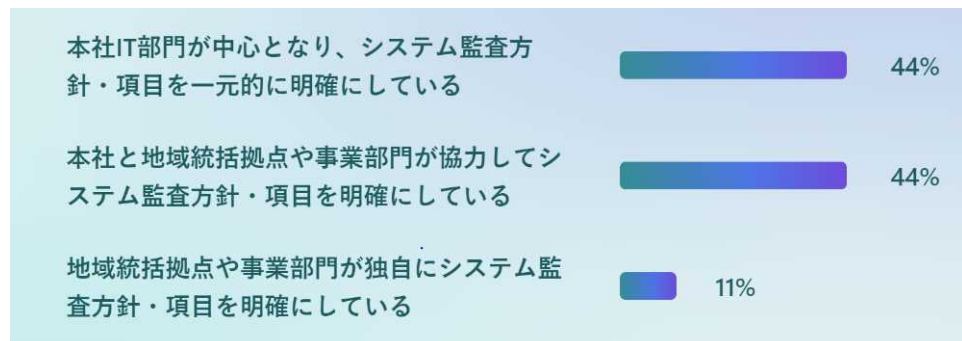 本社IT部門が中心となり、システム監査方
針・項目を一元的に明確にしている
44%
本社と地域統括拠点や事業部門が協力してシ
ステム監査方針・項目を明確にしている
44%
地域統括拠点や事業部門が独自にシステム監
査方針・項目を明確にしている
11%